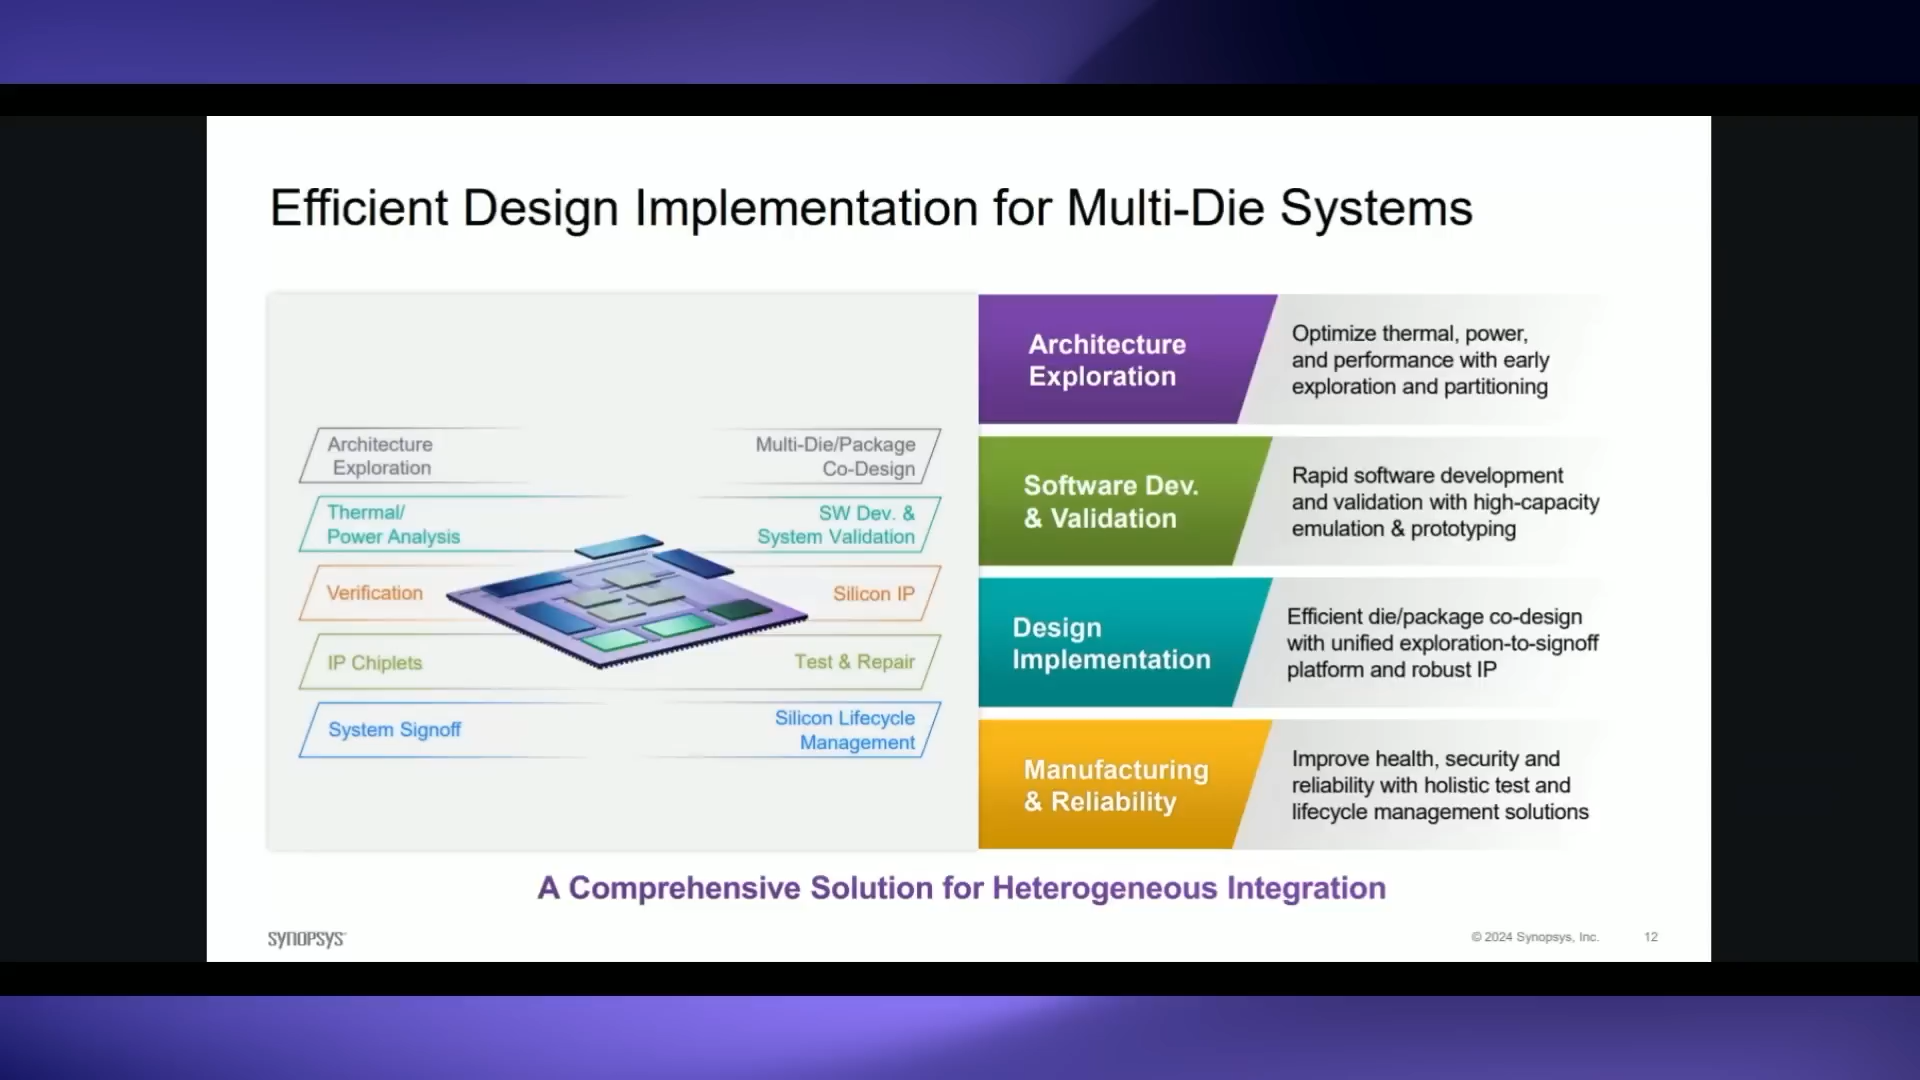 Efficient Design Implementation for Multi-Die Systems
Architecture
Exploration
Multi-Die/Package
Co-Design
Thermal/
Power Analysis
SW Dev. &
System Validation
Verification
Silicon IP
IP Chiplets
Test & Repair
System Signoff
Silicon Lifecycle
Management
Architecture
Exploration
Optimize thermal, power,
and performance with early
exploration and partitioning
Software Dev.
& Validation
Rapid software development
and validation with high-capacity
emulation & prototyping
Design
Implementation
Efficient die/package co-design
with unified exploration-to-signoff
platform and robust IP
Manufacturing
& Reliability
Improve health, security and
reliability with holistic test and
lifecycle management solutions
A Comprehensive Solution for Heterogeneous Integration
SYNOPSYS
© 2024 Synopsys, Inc.
12